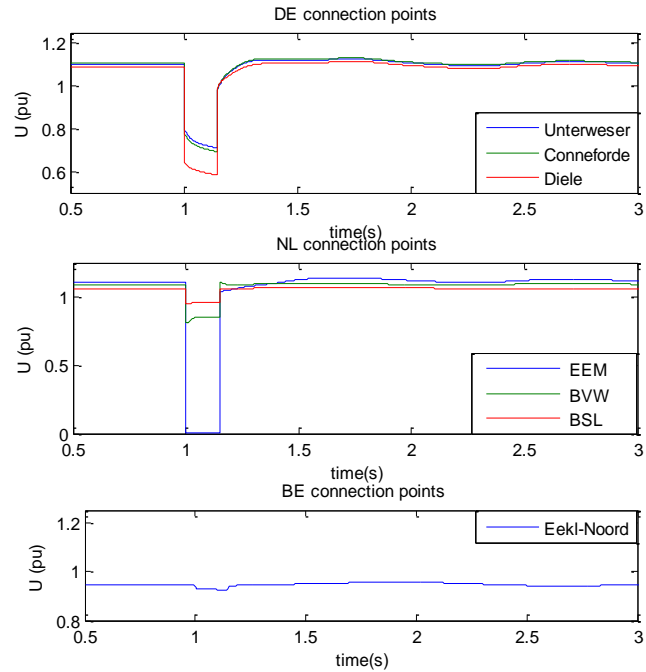 DE connection points
U (pu)
1.2
1
0.8
0.6
Unterweser
Conneforde
Diele
0.5
1
1.5
2
2.5
3
time(s)
NL connection points
U (pu)
1
0.5
0
EEM
BVW
BSL
0.5
1
1.5
2
2.5
3
time(s)
BE connection points
U (pu)
1.2
1
0.8
Eekl-Noord
0.5
1
1.5
2
2.5
3
time(s)